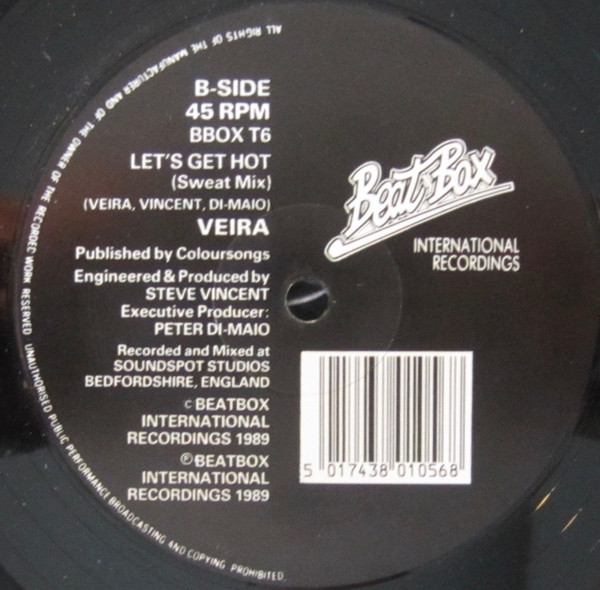 ALL RIGHTS OF THE MANUFACTURER AND OF THE OWNER OF THE RECORDED WORK RESERVED UNAUTHORISED PUBLIC PERFORMANCE BROADCASTING AND COPYING PROHIBITED
B-SIDE
45 RPM
BBOX T6
LET'S GET HOT
(Sweat Mix)
(VEIRA, VINCENT, DI-MAIO)
VEIRA
Published by Coloursongs
Engineered & Produced by
STEVE VINCENT
Executive Producer:
PETER DI-MAIO
Recorded and Mixed at
SOUNDSPOT STUDIOS
BEDFORDSHIRE, ENGLAND
© BEATBOX
INTERNATIONAL
RECORDINGS 1989
℗ BEATBOX
INTERNATIONAL
RECORDINGS 1989
Beat Box
INTERNATIONAL
RECORDINGS
5 017438 010568